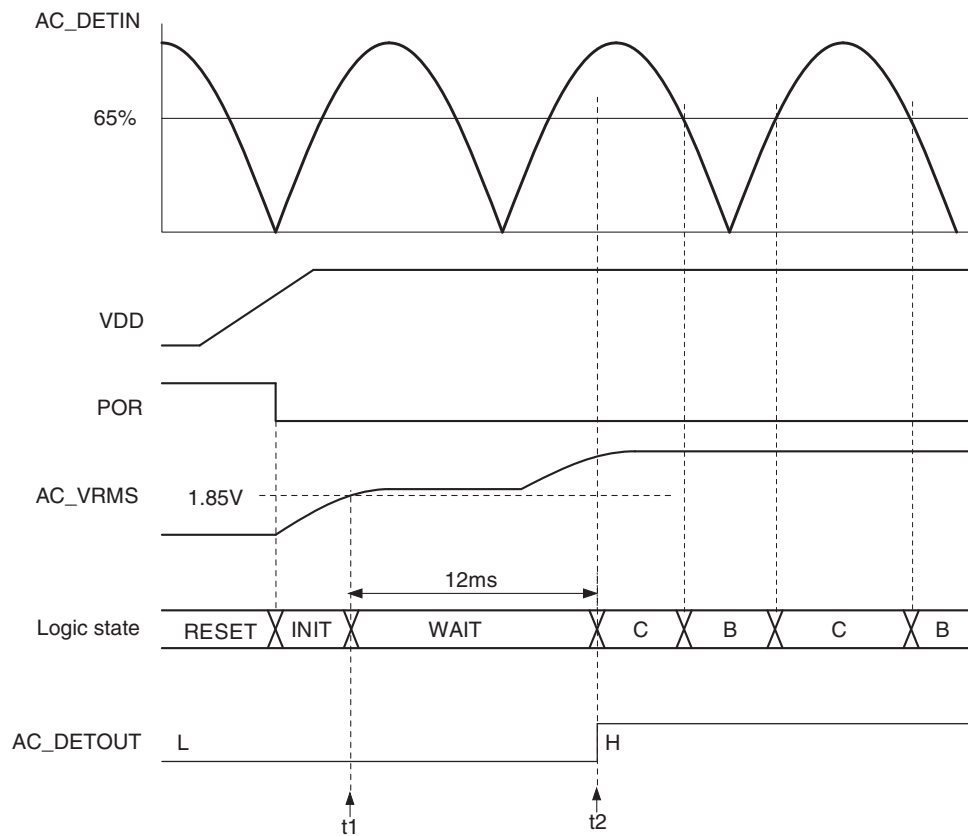 AC_DETIN
65%
VDD
POR
AC_VRMS 1.85V
12ms
Logic state RESET INIT WAIT C B C B
AC_DETOUT L H
t1 t2